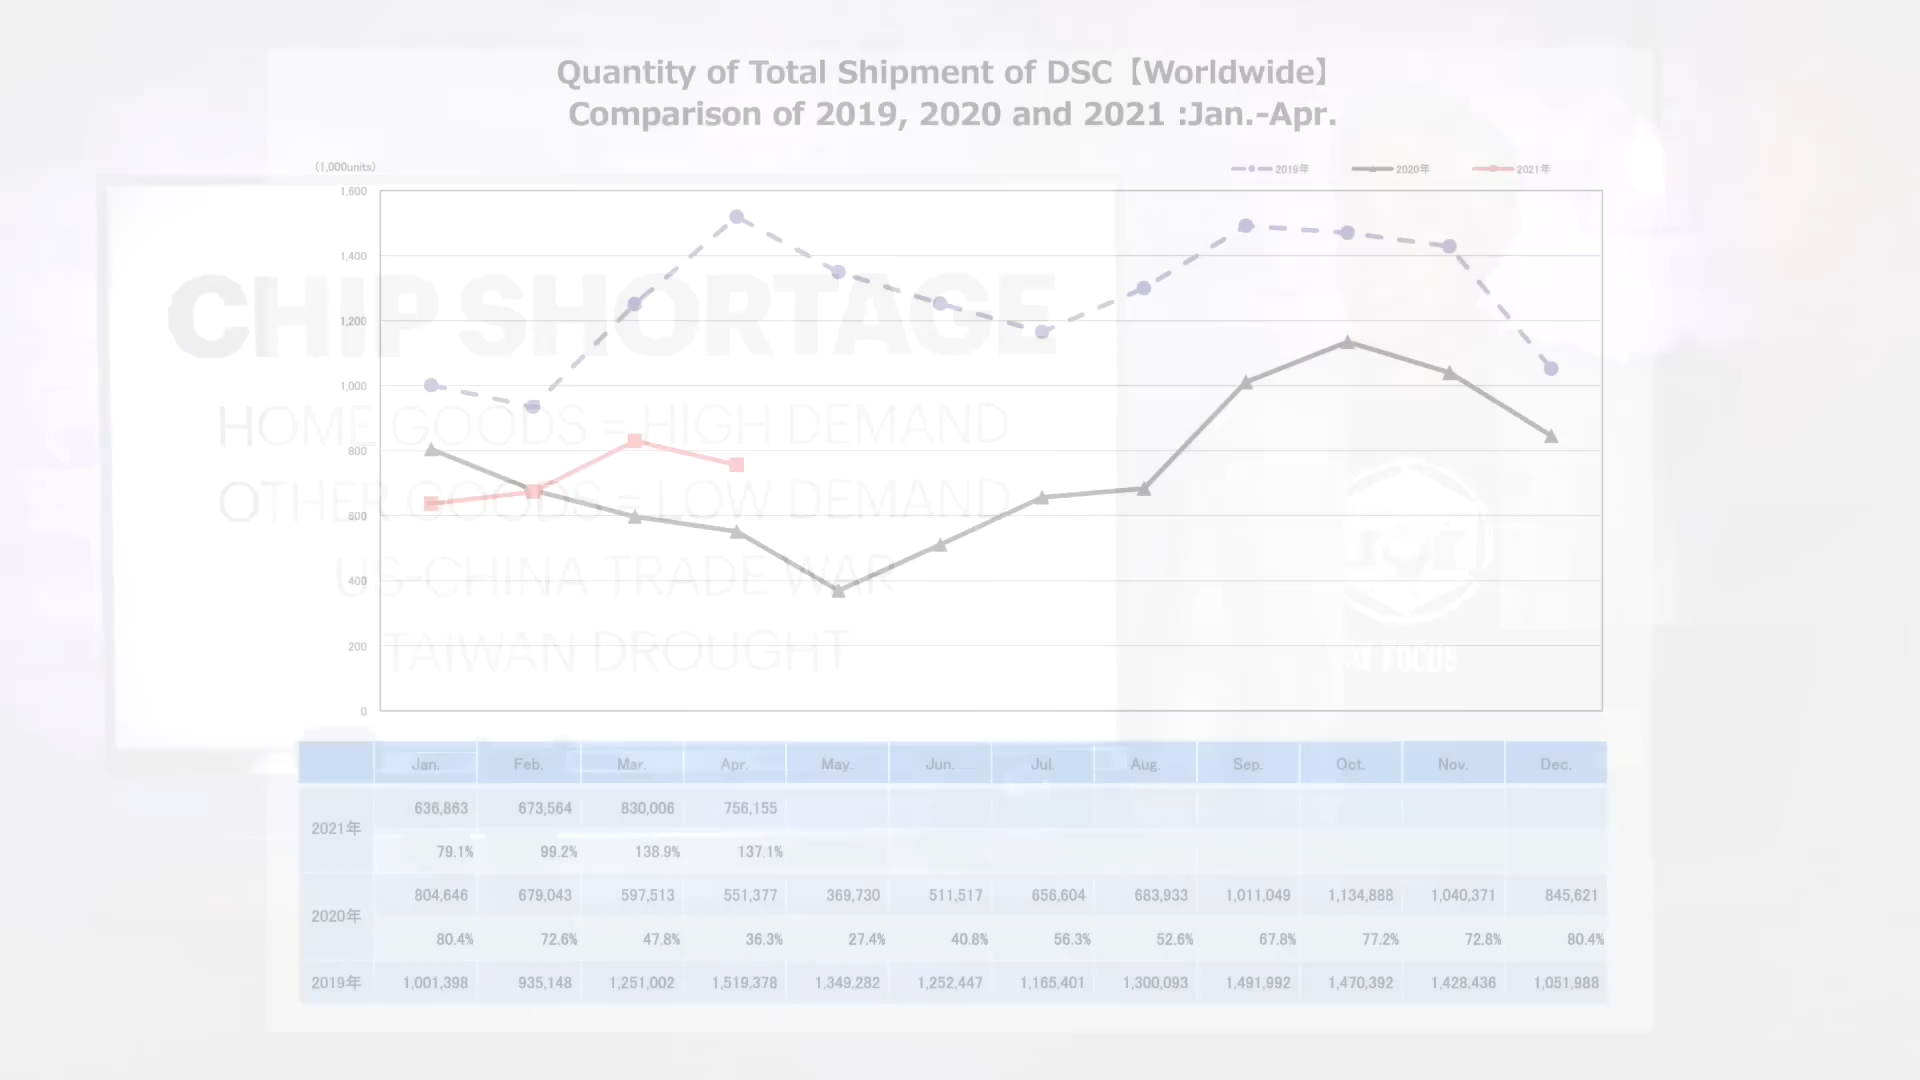 Quantity of Total Shipment of DSC【Worldwide】
Comparison of 2019, 2020 and 2021 :Jan.-Apr.
(1,000units)
2019年 2020年 2021年
1,600
1,400
1,200
1,000
800
600
400
200
0
CHIP SHORTAGE
HOME GOODS = HIGH DEMAND
OTHER GOODS = LOW DEMAND
US-CHINA TRADE WAR
TAIWAN DROUGHT
FOCUS
Jan. Feb. Mar. Apr. May. Jun. Jul. Aug. Sep. Oct. Nov. Dec.
2021年 636,863 673,564 830,006 756,155
79.1% 99.2% 138.9% 137.1%
2020年 804,646 679,043 597,513 551,377 369,730 511,517 656,604 683,933 1,011,049 1,134,888 1,040,371 845,621
80.4% 72.6% 47.8% 36.3% 27.4% 40.8% 56.3% 52.6% 67.8% 77.2% 72.8% 80.4%
2019年 1,001,398 935,148 1,251,002 1,519,378 1,349,282 1,252,447 1,165,401 1,300,093 1,491,992 1,470,392 1,428,436 1,051,988